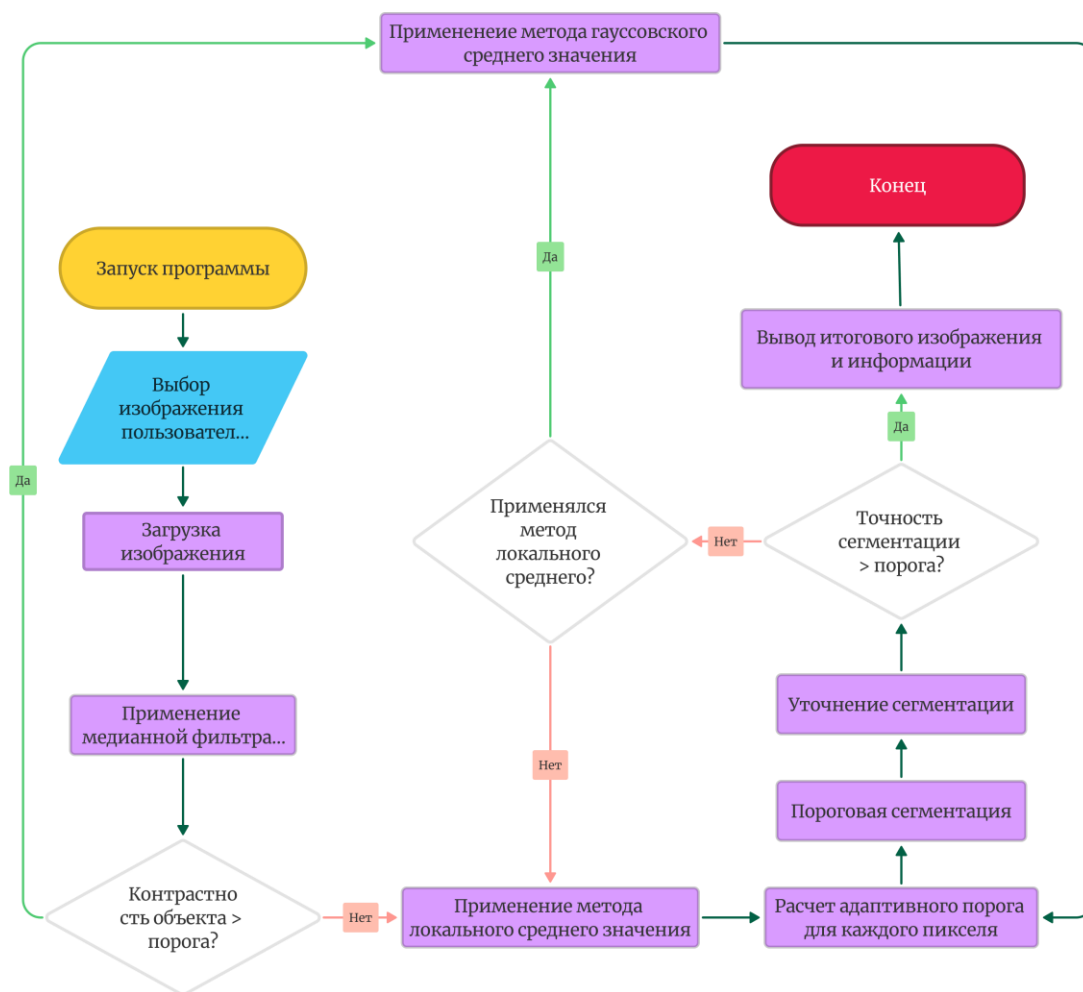 Примененеие метода гауссовского
среднего значения
Конец
Запуск программы
Да
Вывод итогового изображения
и информации
Выбор
изображения
пользовател...
Да
Да
Применялся
метод
локального
среднего?
Нет
Точность
сегментации
> порога?
Загрузка
изображения
Применение
медианной фильтра...
Уточнение сегментации
Нет
Пороговая сегментация
Контрастно
сть объекта >
порога?
Нет
Применение метода
локального среднего значения
Расчет адаптивного порога
для каждого пикселя